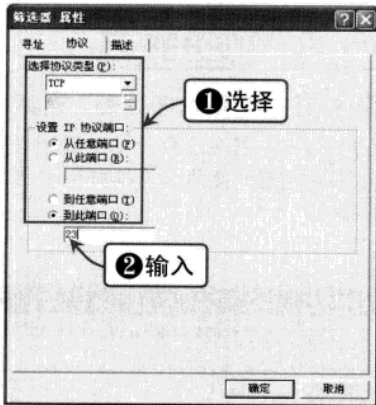 筛选器 属性
寻址 协议 描述
选择协议类型(P):
TCP
❶选择
设置 IP 协议端口:
从任意端口(F)
从此端口(R):
到任意端口(T)
到此端口(O):
23
❷输入
确定 取消